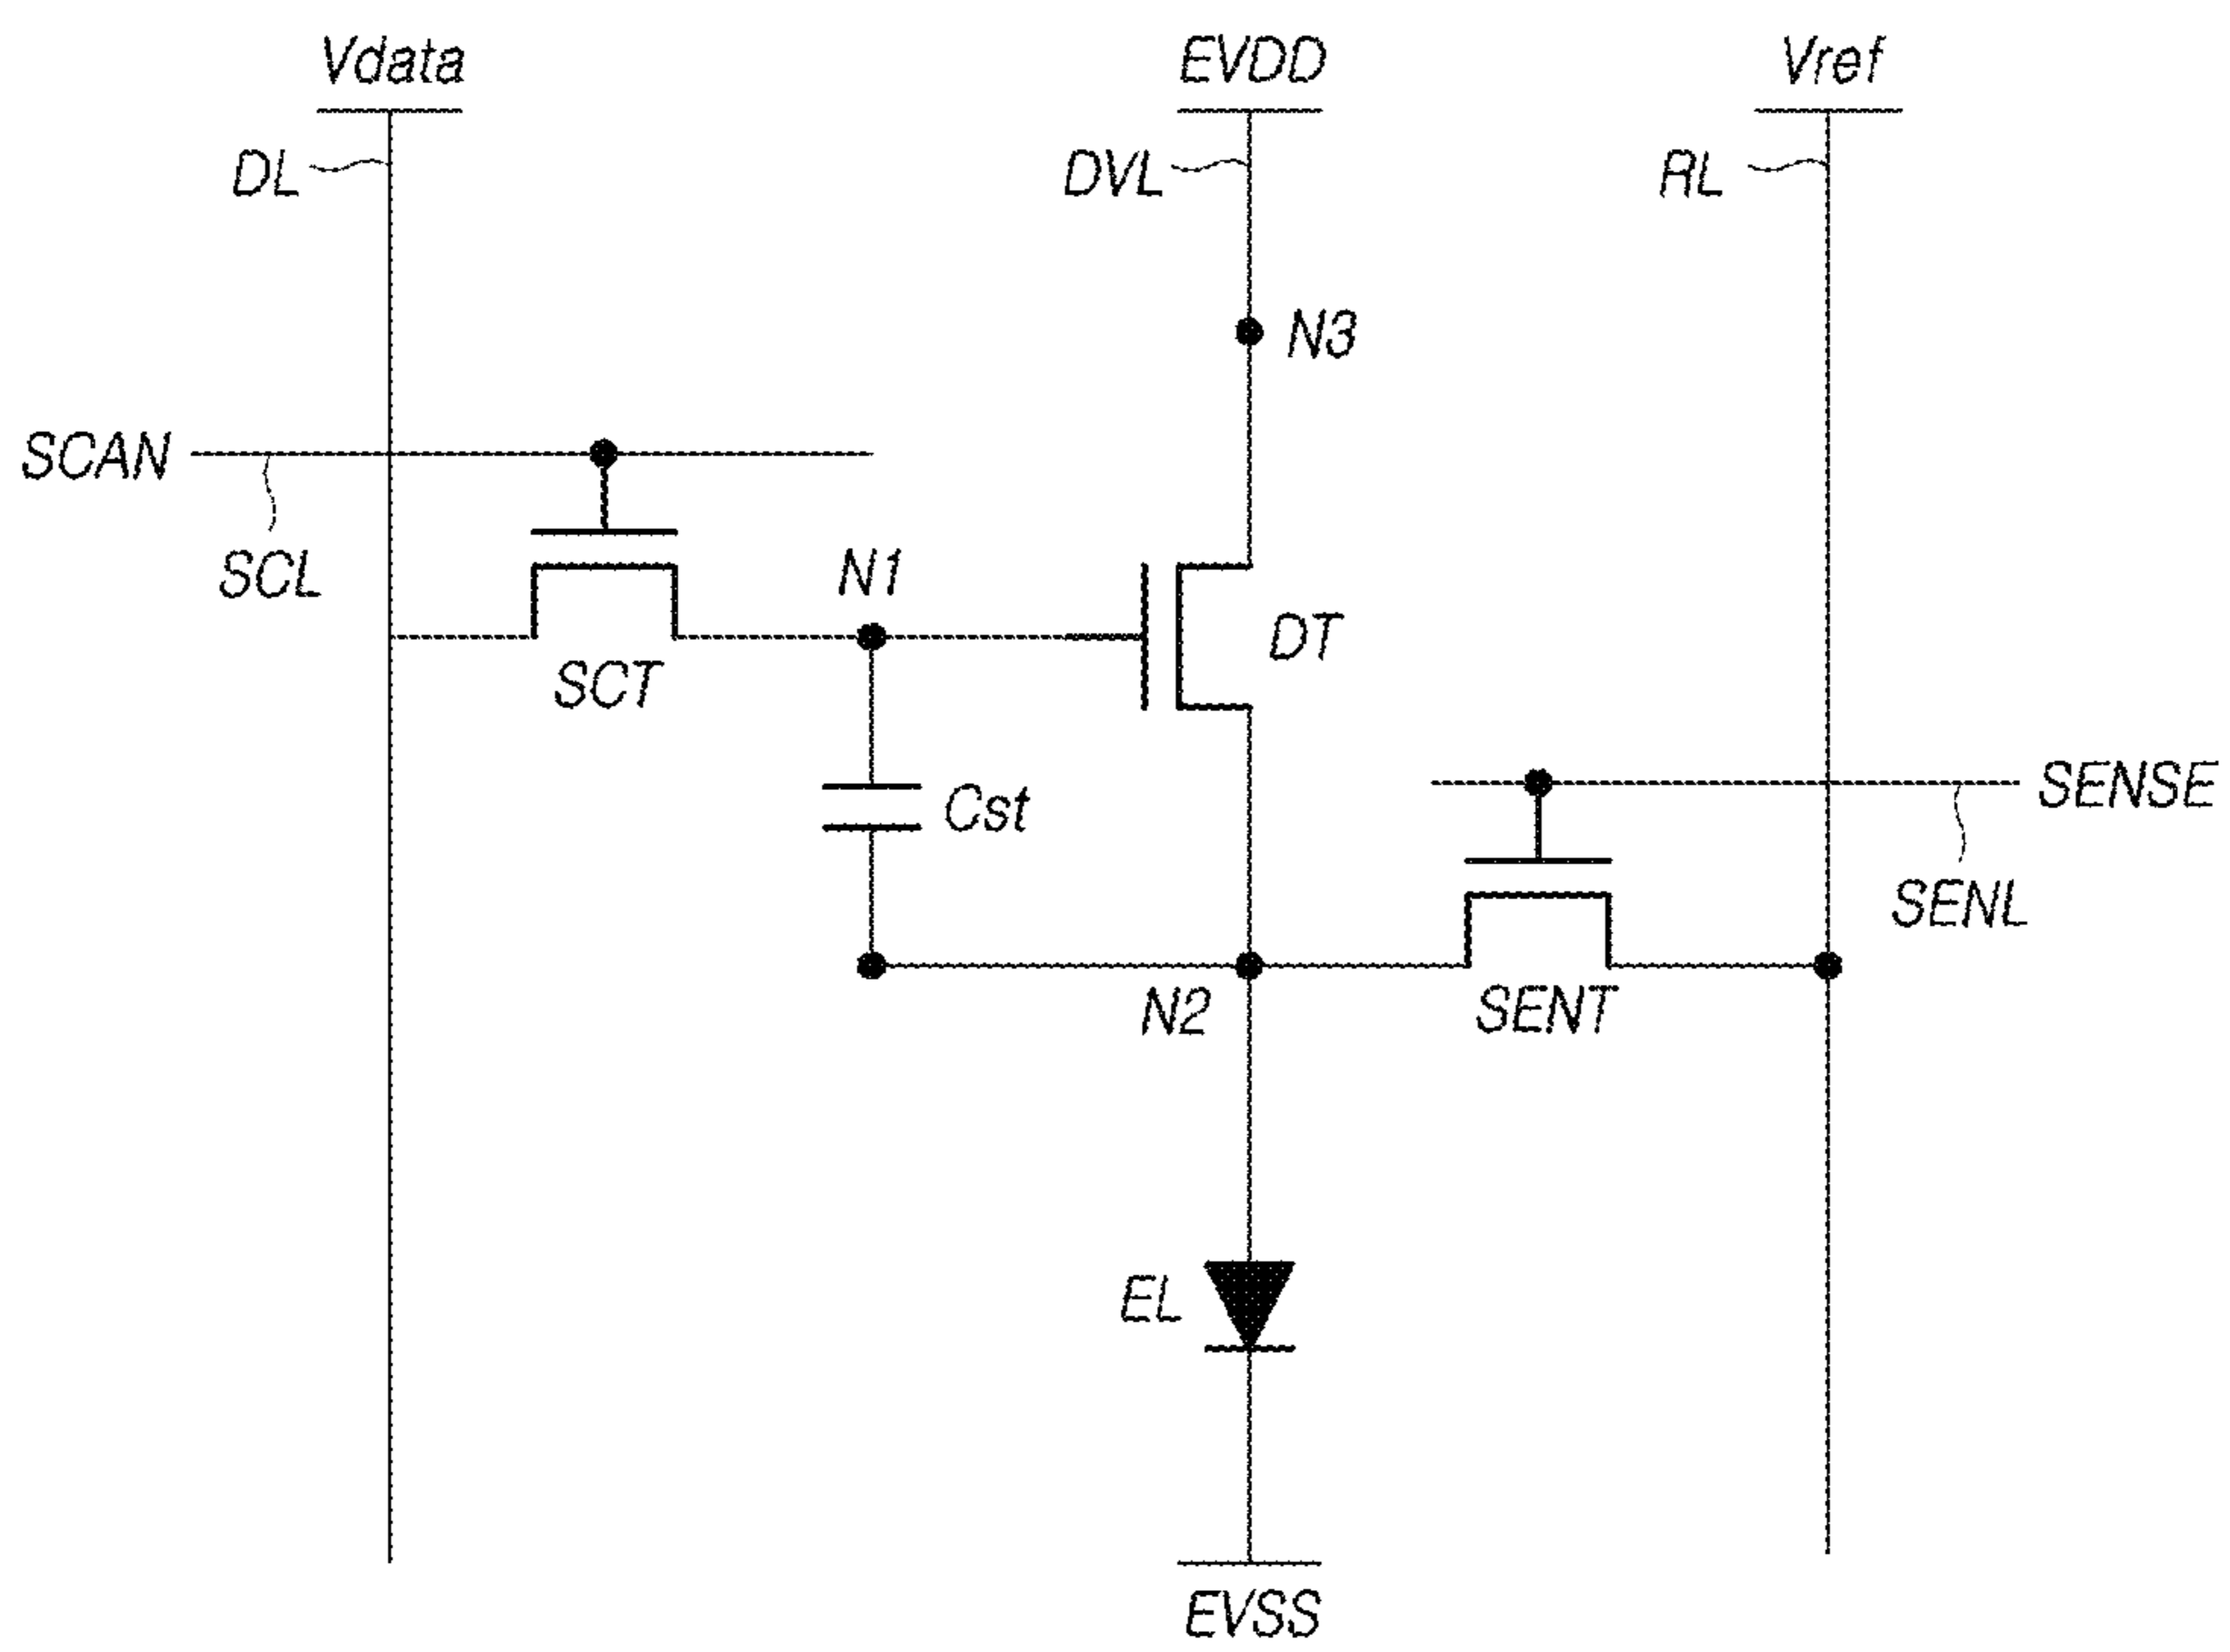 Vdata
EVDD
Vref
DL
DVL
RL
N3
SCAN
SCL
N1
DT
SCT
Cst
SENSE
SENL
N2
SENT
EL
EVSS